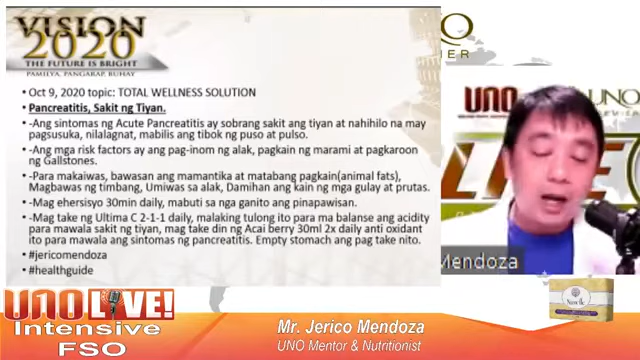 VISION
2020
THE FUTURE IS BRIGHT
PAMILYA, PANGARAP, BUHAY
• Oct 9, 2020 topic: TOTAL WELLNESS SOLUTION
• Pancreatitis, Sakit ng Tiyan.
• -Ang sintomas ng Acute Pancreatitis ay sobrang sakit ang tiyan at nahihilo na may
pagsusuka, nilalagnat, mabilis ang tibok ng puso at pulso.
• -Ang mga risk factors ay ang pag-inom ng alak, pagkain ng marami at pagkaroon
ng Gallstones.
• -Para makaiwas, bawasan ang mamantika at matabang pagkain(animal fats),
Magbawas ng timbang, Umiwas sa alak, Damihan ang kain ng mga gulay at prutas.
• -Mag ehersisyo 30min daily, mabuti sa nga ganito ang pinapawisan.
• -Mag take ng Ultima C 2-1-1 daily, malaking tulong ito para ma balanse ang acidity
para mawala sakit ng tiyan, mag take din ng Acai berry 30ml 2x daily anti oxidant
ito para mawala ang sintomas ng pancreatitis. Empty stomach ang pag take nito.
• #jericomendoza
• #healthguide
UNO
Mendoza
UNO LIVE!
Intensive
FSO
Mr. Jerico Mendoza
UNO Mentor & Nutritionist